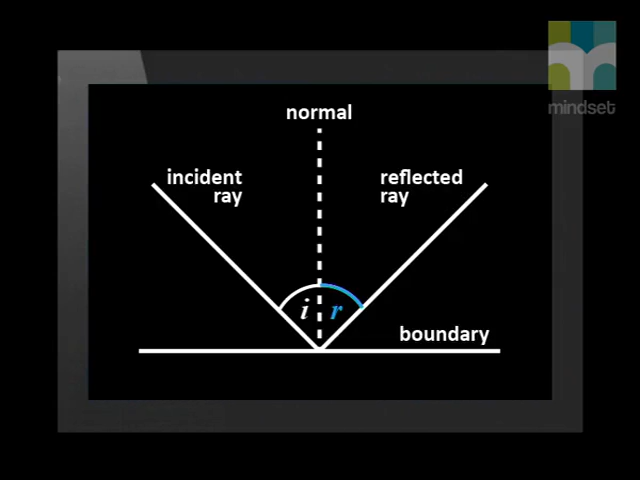 mindset
normal
incident
ray
reflected
ray
i
r
boundary